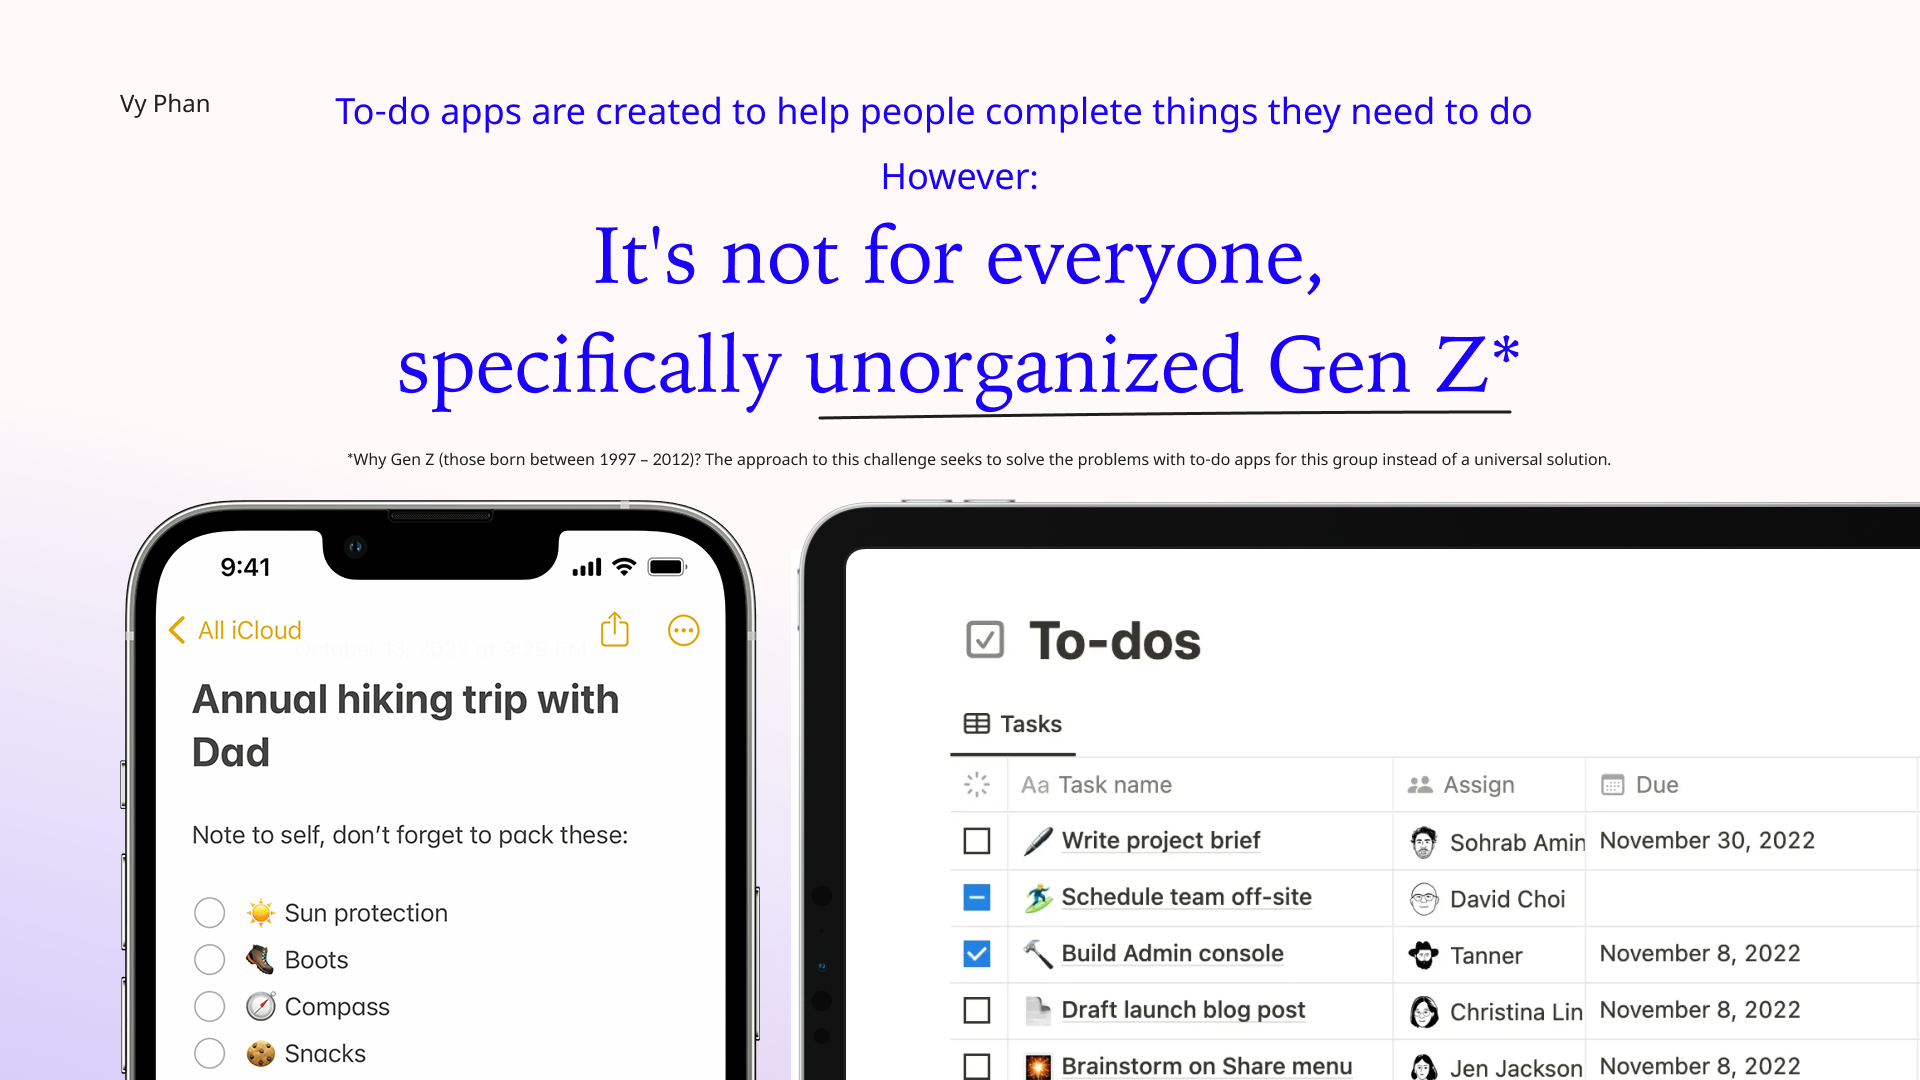 Vy Phan
To-do apps are created to help people complete things they need to do
However:
It's not for everyone,
specifically unorganized Gen Z*
*Why Gen Z (those born between 1997 – 2012)? The approach to this challenge seeks to solve the problems with to-do apps for this group instead of a universal solution.
9:41
All iCloud
Annual hiking trip with
Dad
Note to self, don’t forget to pack these:
Sun protection
Boots
Compass
Snacks
To-dos
Tasks
Aa Task name Assign Due
Write project brief Sohrab Amin November 30, 2022
Schedule team off-site David Choi
Build Admin console Tanner November 8, 2022
Draft launch blog post Christina Lin November 8, 2022
Brainstorm on Share menu Jen Jackson November 8, 2022